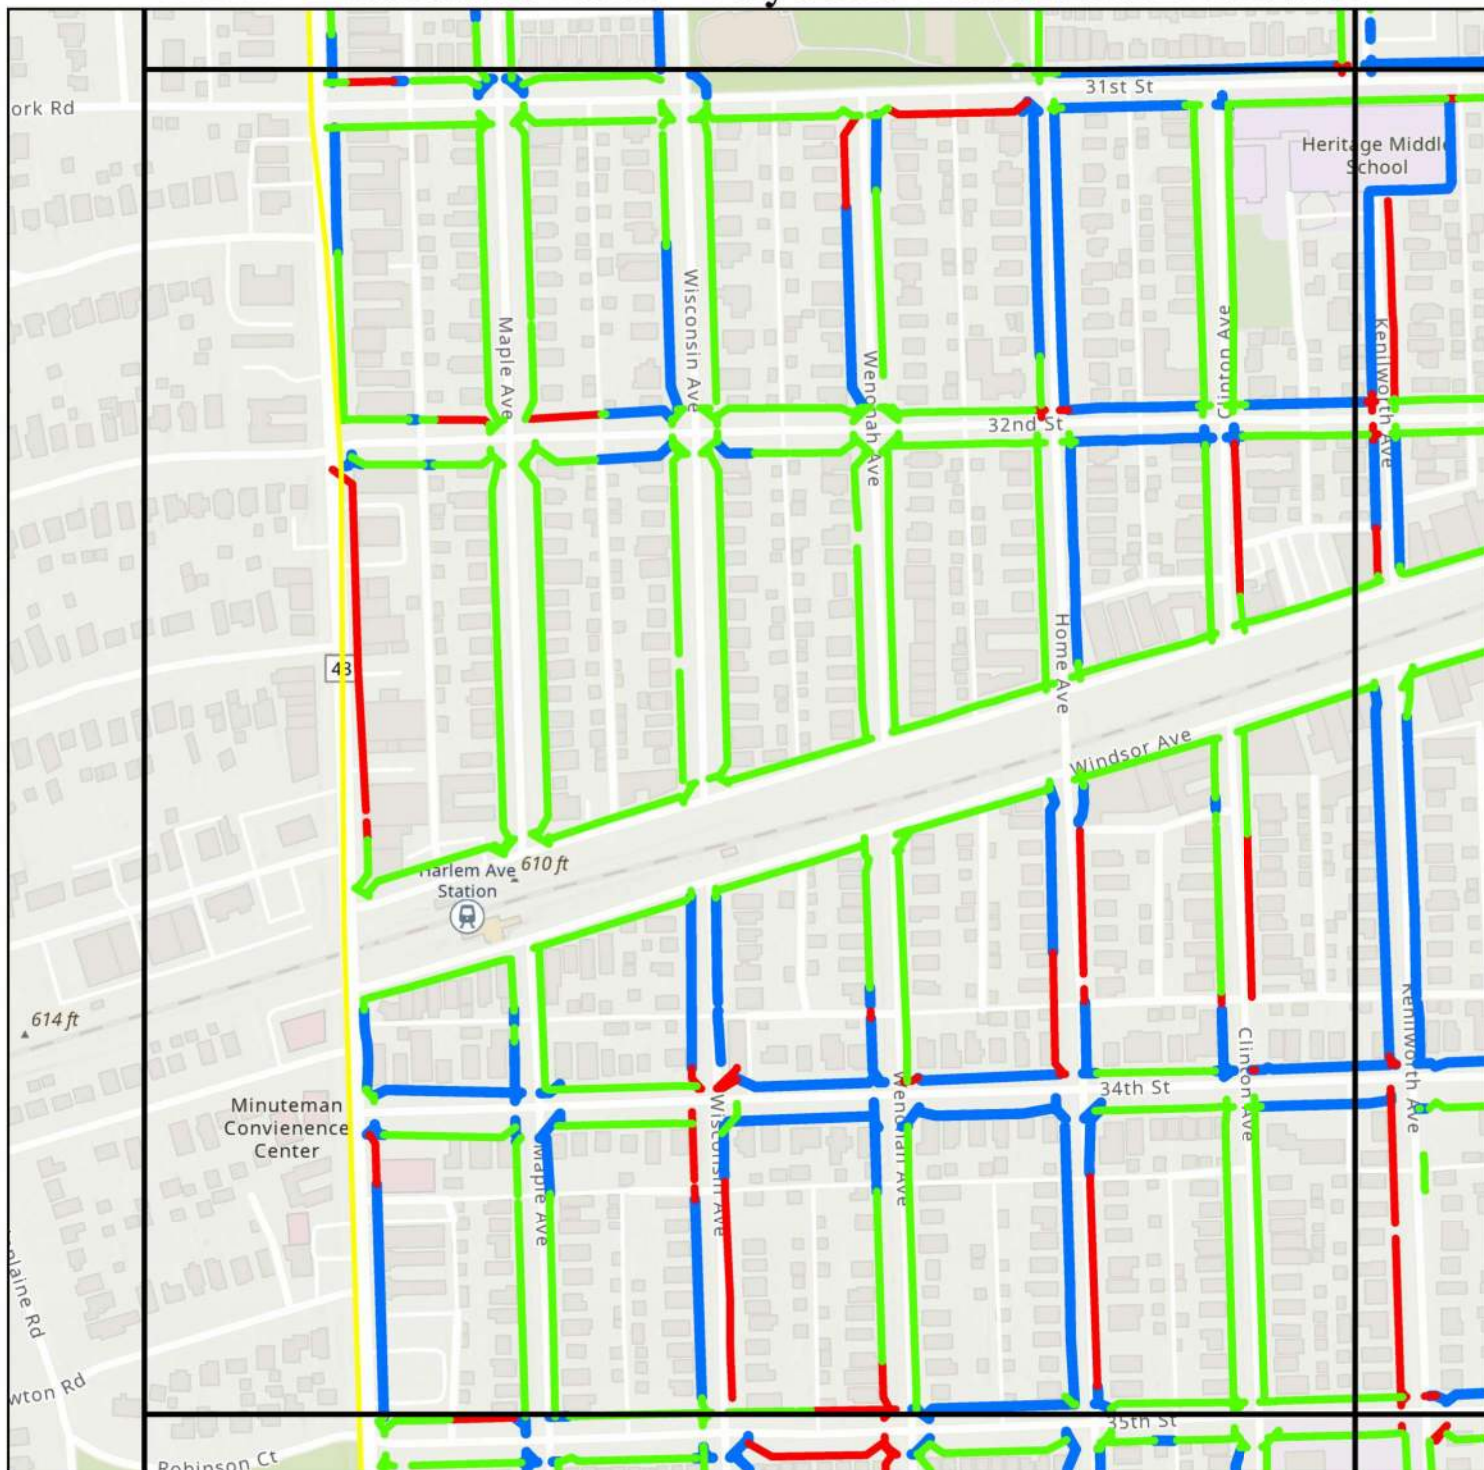 31st St
ork Rd
Heritage Middle
School
Maple Ave
Wisconsin Ave
Wenonah Ave
Clinton Ave
Kenilworth Ave
32nd St
Home Ave
43
Windsor Ave
Harlem Ave
Station
610 ft
614 ft
Kenilworth Ave
Clinton Ave
34th St
Wenonah Ave
Wisconsin Ave
Maple Ave
Minuteman
Convienence
Center
plaine Rd
wton Rd
35th St
Robinson Ct